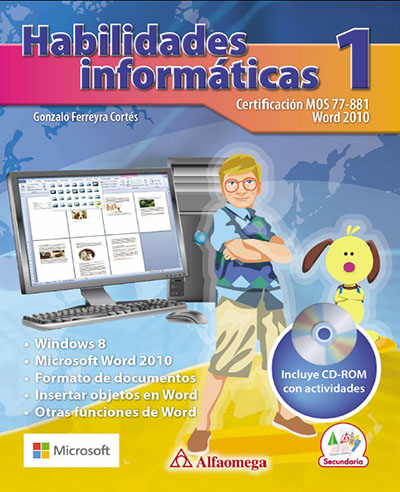 Habilidades
informáticas 1
Certificación MOS 77-881
Word 2010
Gonzalo Ferreyra Cortés
• Windows 8
• Microsoft Word 2010
• Formato de documentos
• Insertar objetos en Word
• Otras funciones de Word
Incluye CD-ROM
con actividades
Microsoft
Alfaomega
Secundaria